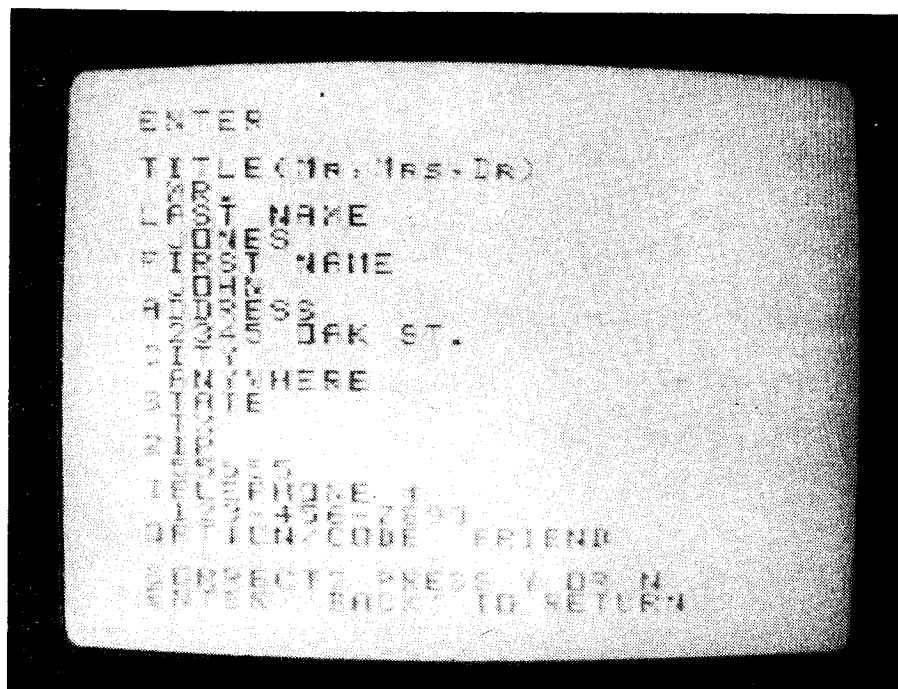 ENTER
TITLE(MR,MRS,DR)
MR.
LAST NAME
JONES
FIRST NAME
JOHN
ADDRESS
2345 OAK ST.
CITY
ANYWHERE
STATE
ZIP
55555
TELEPHONE #
OPTION/CODE FRIEND
CORRECT? PRESS Y OR N
ENTER "BACK" TO RETURN